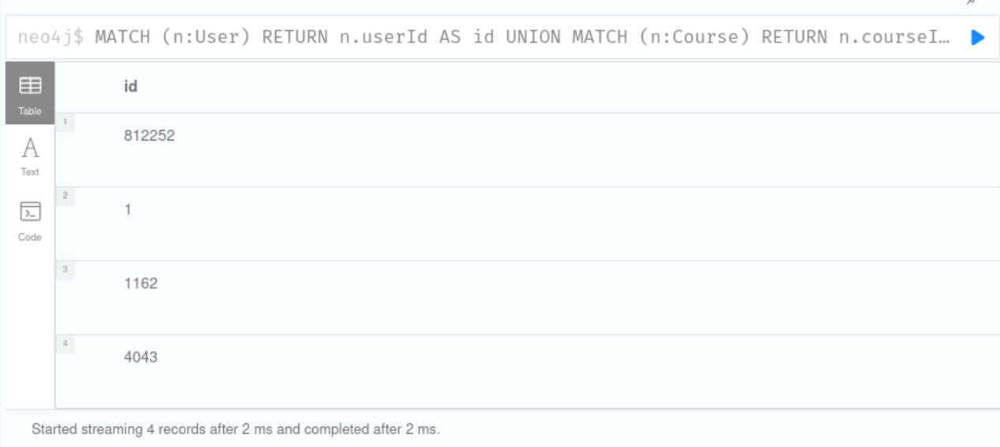 neo4j$ MATCH (n:User) RETURN n.userId AS id UNION MATCH (n:Course) RETURN n.courseI…
Table
id
1
812252
A
Text
2
1
Code
3
1162
4
4043
Started streaming 4 records after 2 ms and completed after 2 ms.